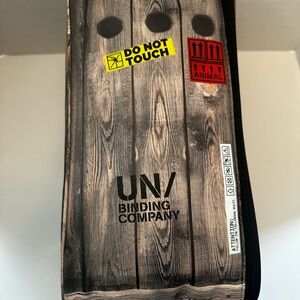 DO NOT
TOUCH
ANIMAL
UN/
BINDING
COMPANY
ATTENTION: